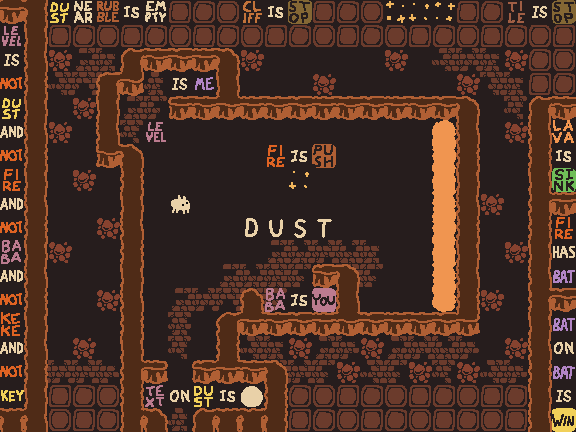 DUST NEAR RUBBLE IS EMPTY
CLIFF IS STOP
TILE IS STOP
LEVEL IS NOT DUST AND NOT FIRE AND NOT BABA AND NOT KEKE AND NOT KEY
IS ME
LEVEL
FIRE IS PUSH
DUST
BABA IS YOU
TEXT ON DUST IS
LAVA IS SINK
FIRE HAS BAT
BAT ON BAT IS WIN